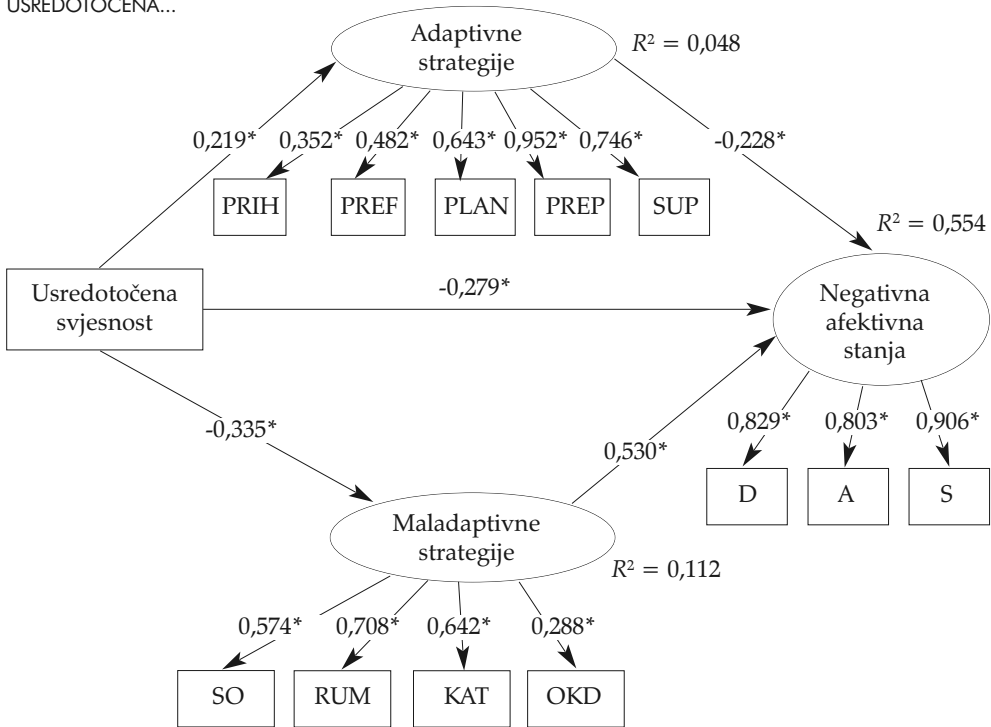 USREDOTOČENA...
Adaptivne
strategije
R² = 0,048
0,219*
0,352*
0,482*
0,643*
0,952*
0,746*
-0,228*
PRIH
PREF
PLAN
PREP
SUP
R² = 0,554
Usredotočena
svjesnost
-0,279*
Negativna
afektivna
stanja
-0,335*
0,530*
0,829*
0,803*
0,906*
D
A
S
Maladaptivne
strategije
R² = 0,112
0,574*
0,708*
0,642*
0,288*
SO
RUM
KAT
OKD